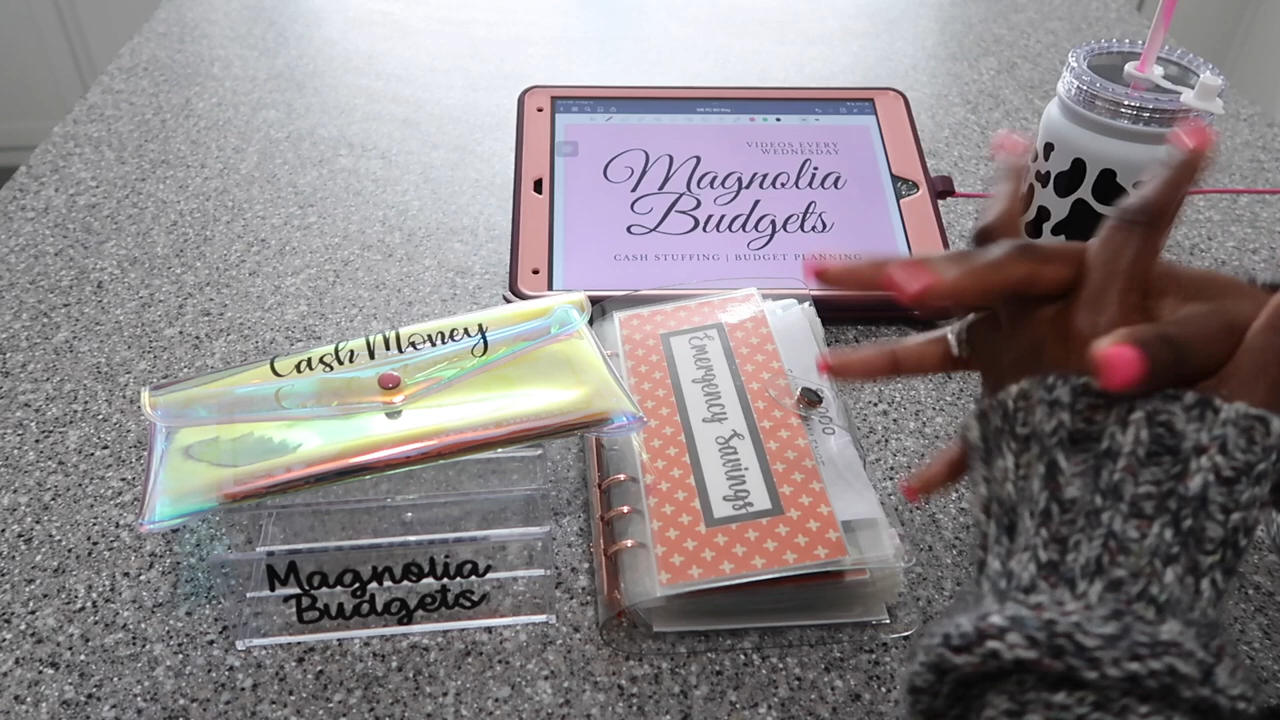 VIDEOS EVERY
WEDNESDAY
Magnolia
Budgets
CASH STUFFING | BUDGET PLANNING
Cash Money
Emergency Savings
Magnolia
Budgets